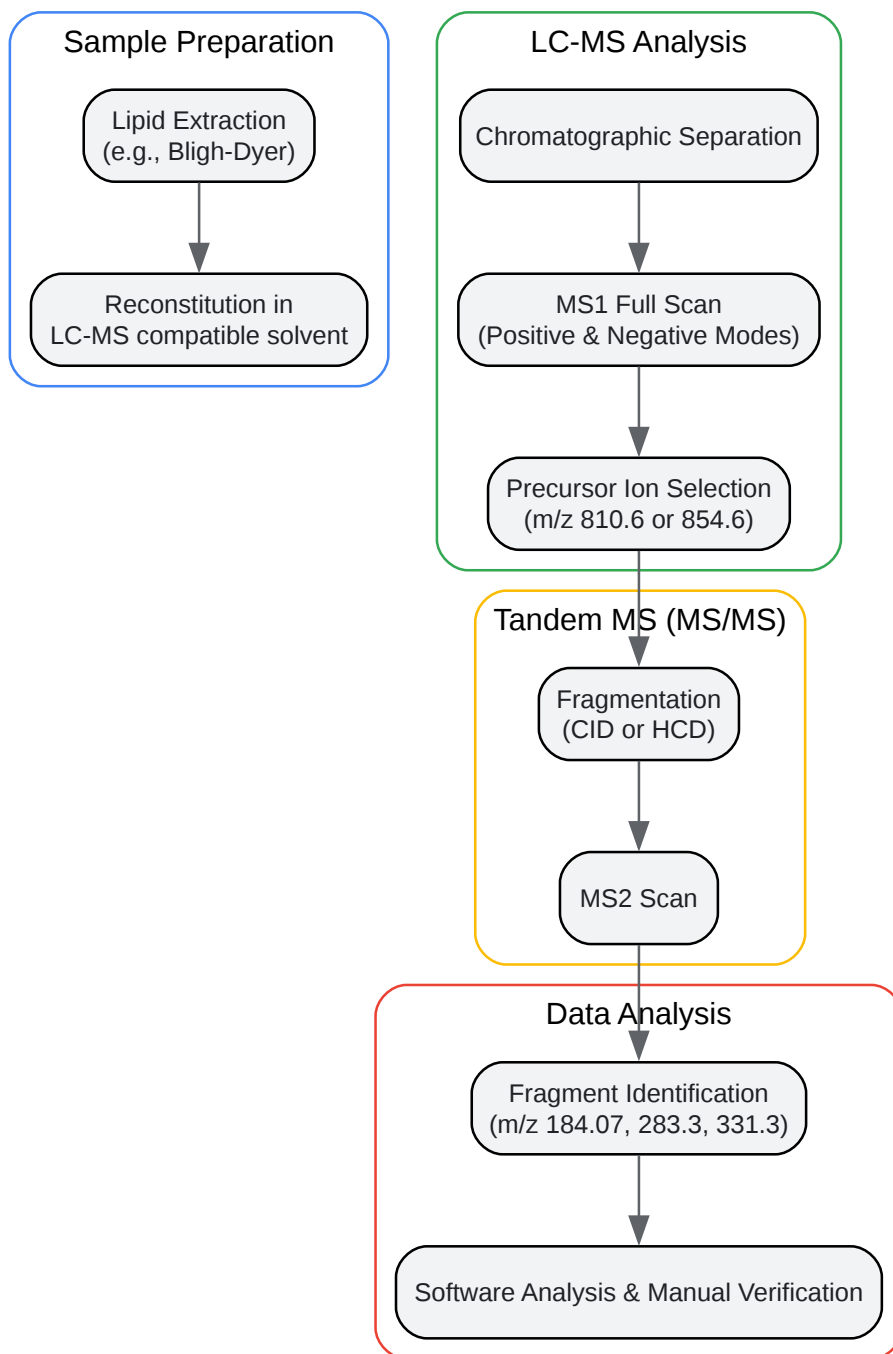 Sample Preparation
Lipid Extraction
(e.g., Bligh-Dyer)
Reconstitution in
LC-MS compatible solvent
LC-MS Analysis
Chromatographic Separation
MS1 Full Scan
(Positive & Negative Modes)
Precursor Ion Selection
(m/z 810.6 or 854.6)
Tandem MS (MS/MS)
Fragmentation
(CID or HCD)
MS2 Scan
Data Analysis
Fragment Identification
(m/z 184.07, 283.3, 331.3)
Software Analysis & Manual Verification